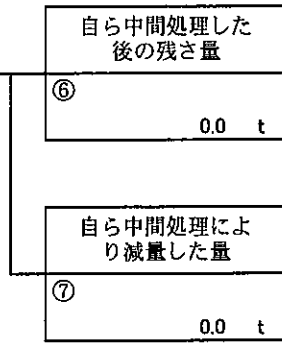 自ら中間処理した
後の残さ量
⑥
0.0 t
自ら中間処理によ
り減量した量
⑦
0.0 t